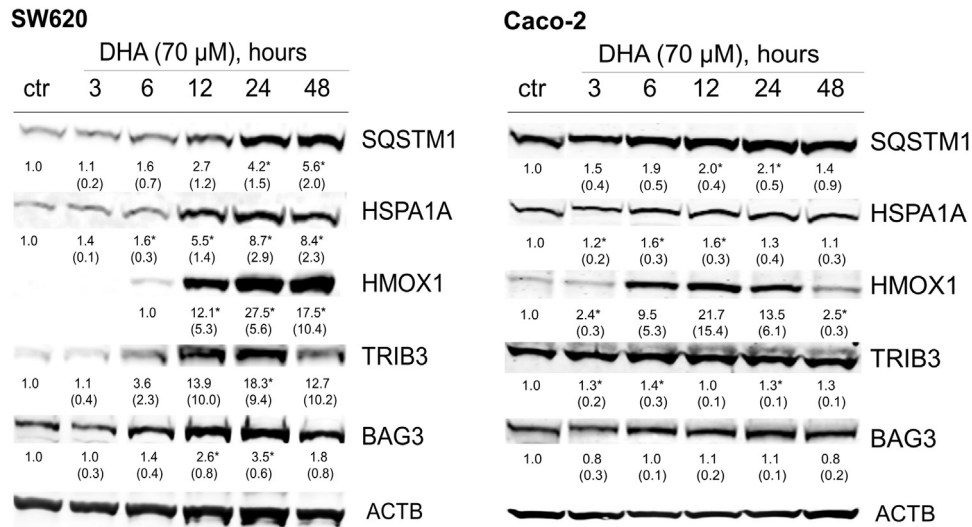 SW620
DHA (70 µM), hours
ctr 3 6 12 24 48
SQSTM1
1.0 1.1 1.6 2.7 4.2* 5.6*
(0.2) (0.7) (1.2) (1.5) (2.0)
HSPA1A
1.0 1.4 1.6* 5.5* 8.7* 8.4*
(0.1) (0.3) (1.4) (2.9) (2.3)
HMOX1
1.0 12.1* 27.5* 17.5*
(5.3) (5.6) (10.4)
TRIB3
1.0 1.1 3.6 13.9 18.3* 12.7
(0.4) (2.3) (10.0) (9.4) (10.2)
BAG3
1.0 1.0 1.4 2.6* 3.5* 1.8
(0.3) (0.4) (0.8) (0.6) (0.8)
ACTB
Caco-2
DHA (70 µM), hours
ctr 3 6 12 24 48
SQSTM1
1.0 1.5 1.9 2.0* 2.1* 1.4
(0.4) (0.5) (0.4) (0.5) (0.9)
HSPA1A
1.0 1.2* 1.6* 1.6* 1.3 1.1
(0.2) (0.3) (0.3) (0.4) (0.3)
HMOX1
1.0 2.4* 9.5 21.7 13.5 2.5*
(0.3) (5.3) (15.4) (6.1) (0.3)
TRIB3
1.0 1.3* 1.4* 1.0 1.3* 1.3
(0.2) (0.3) (0.1) (0.1) (0.1)
BAG3
1.0 0.8 1.0 1.1 1.1 0.8
(0.3) (0.1) (0.2) (0.1) (0.2)
ACTB